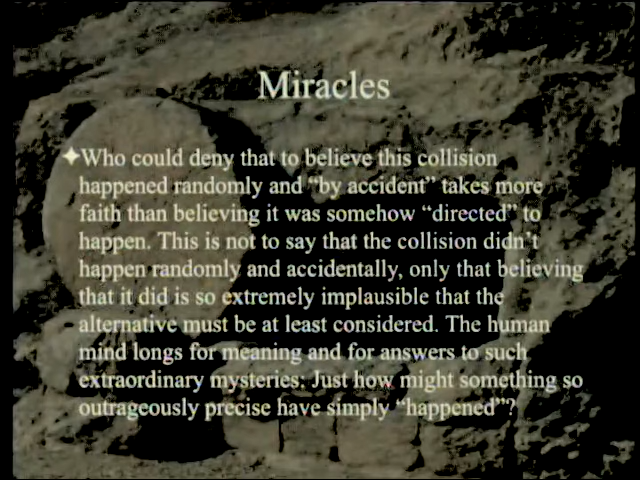 Miracles
✦Who could deny that to believe this collision
happened randomly and “by accident” takes more
faith than believing it was somehow “directed” to
happen. This is not to say that the collision didn’t
happen randomly and accidentally, only that believing
that it did is so extremely implausible that the
alternative must be at least considered. The human
mind longs for meaning and for answers to such
extraordinary mysteries: Just how might something so
outrageously precise have simply “happened”?